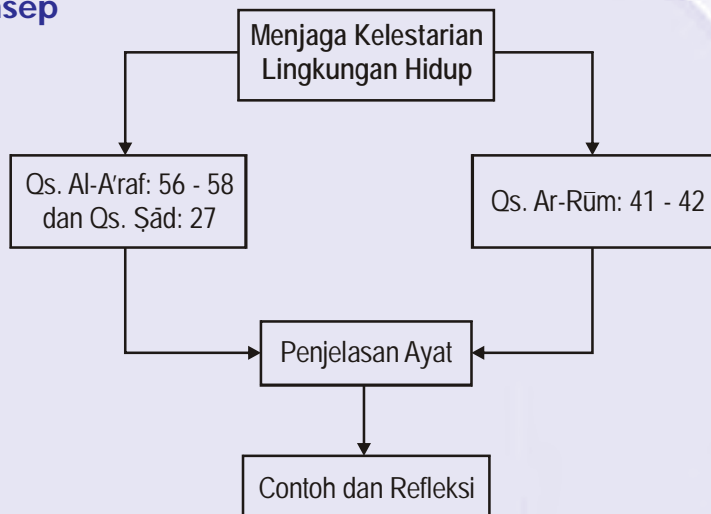 nsep
Menjaga Kelestarian
Lingkungan Hidup
Qs. Al-A'raf: 56 - 58
dan Qs. Ṣād: 27
Qs. Ar-Rūm: 41 - 42
Penjelasan Ayat
Contoh dan Refleksi